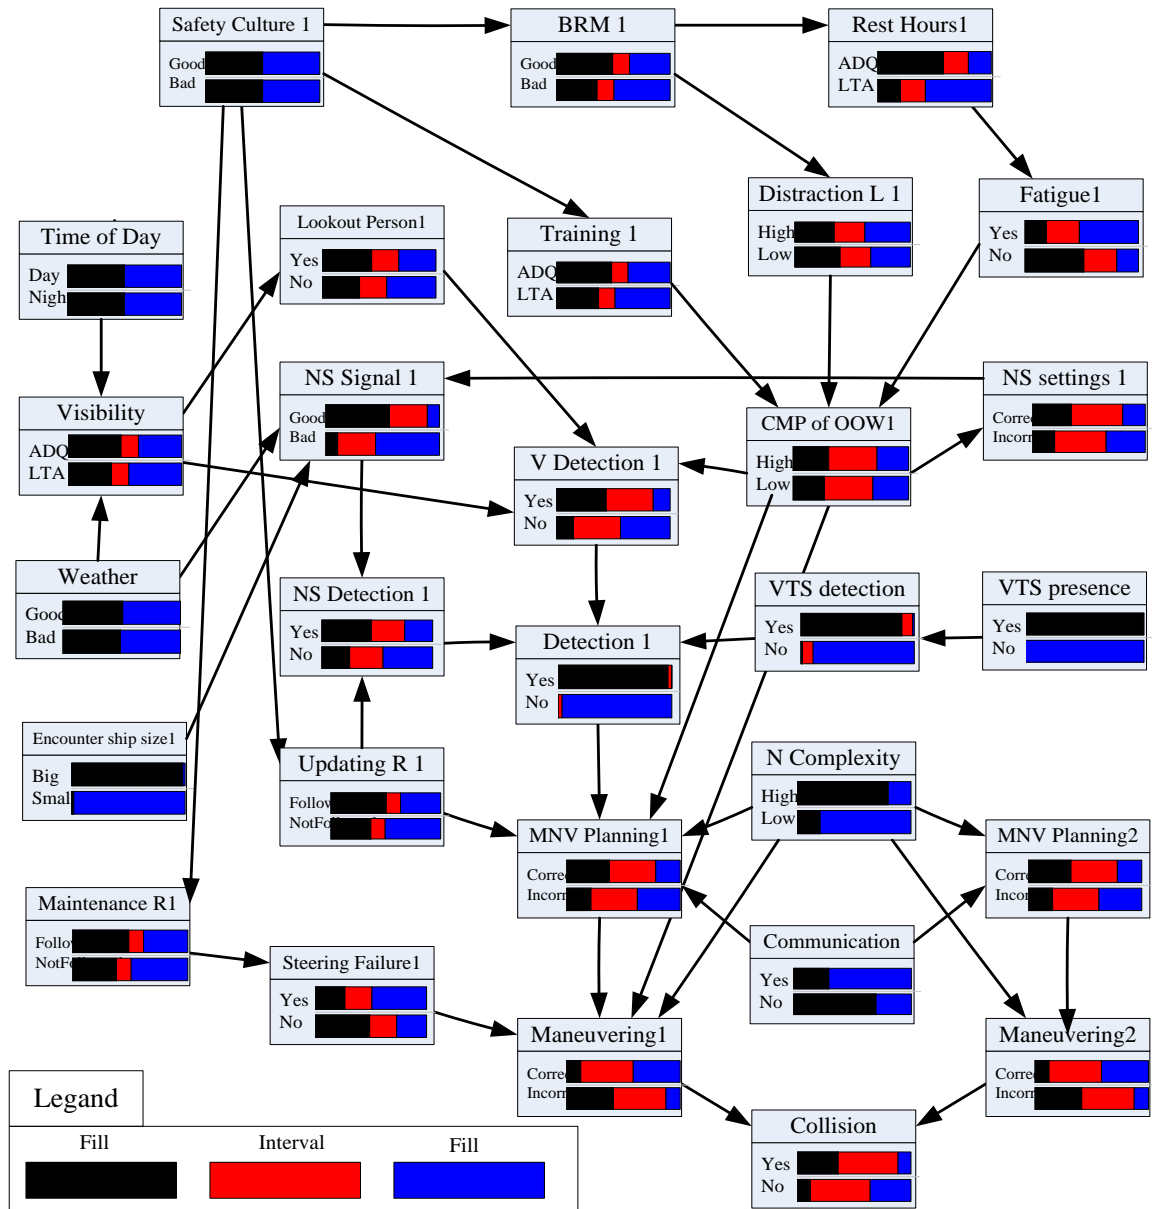 Safety Culture 1
Good
Bad
BRM 1
Good
Bad
Rest Hours1
ADQ
LTA
Distraction L 1
High
Low
Fatigue1
Yes
No
Time of Day
Day
Nigh
Lookout Person1
Yes
No
Training 1
ADQ
LTA
NS Signal 1
Good
Bad
NS settings 1
Corre
Incorr
Visibility
ADQ
LTA
CMP of OOW1
High
Low
V Detection 1
Yes
No
Weather
Good
Bad
NS Detection 1
Yes
No
VTS detection
Yes
No
VTS presence
Yes
No
Detection 1
Yes
No
Encounter ship size1
Big
Smal
Updating R 1
Follow
NotFol
N Complexity
High
Low
MNV Planning1
Corre
Incorr
MNV Planning2
Corre
Incorr
Maintenance R1
Follo
NotF
Communication
Yes
No
Steering Failure1
Yes
No
Maneuvering1
Corre
Incorr
Maneuvering2
Corre
Incorr
Collision
Yes
No
Legand
Fill Interval Fill